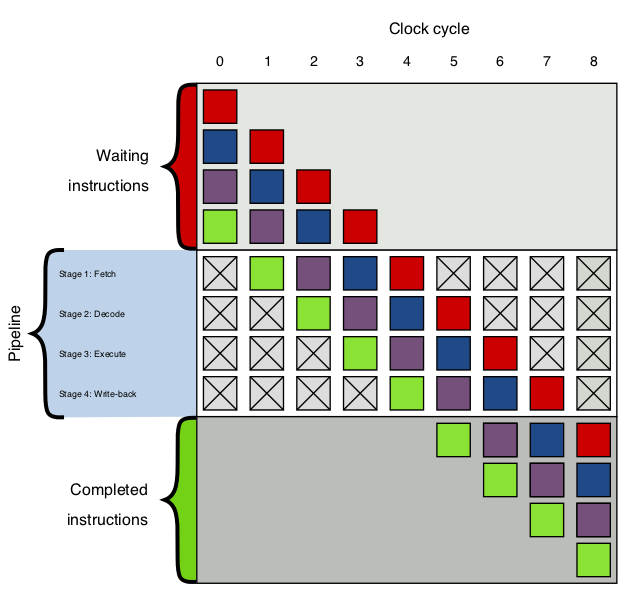 Clock cycle
0 1 2 3 4 5 6 7 8
Waiting
instructions
Pipeline
Stage 1: Fetch
Stage 2: Decode
Stage 3: Execute
Stage 4: Write-back
Completed
instructions